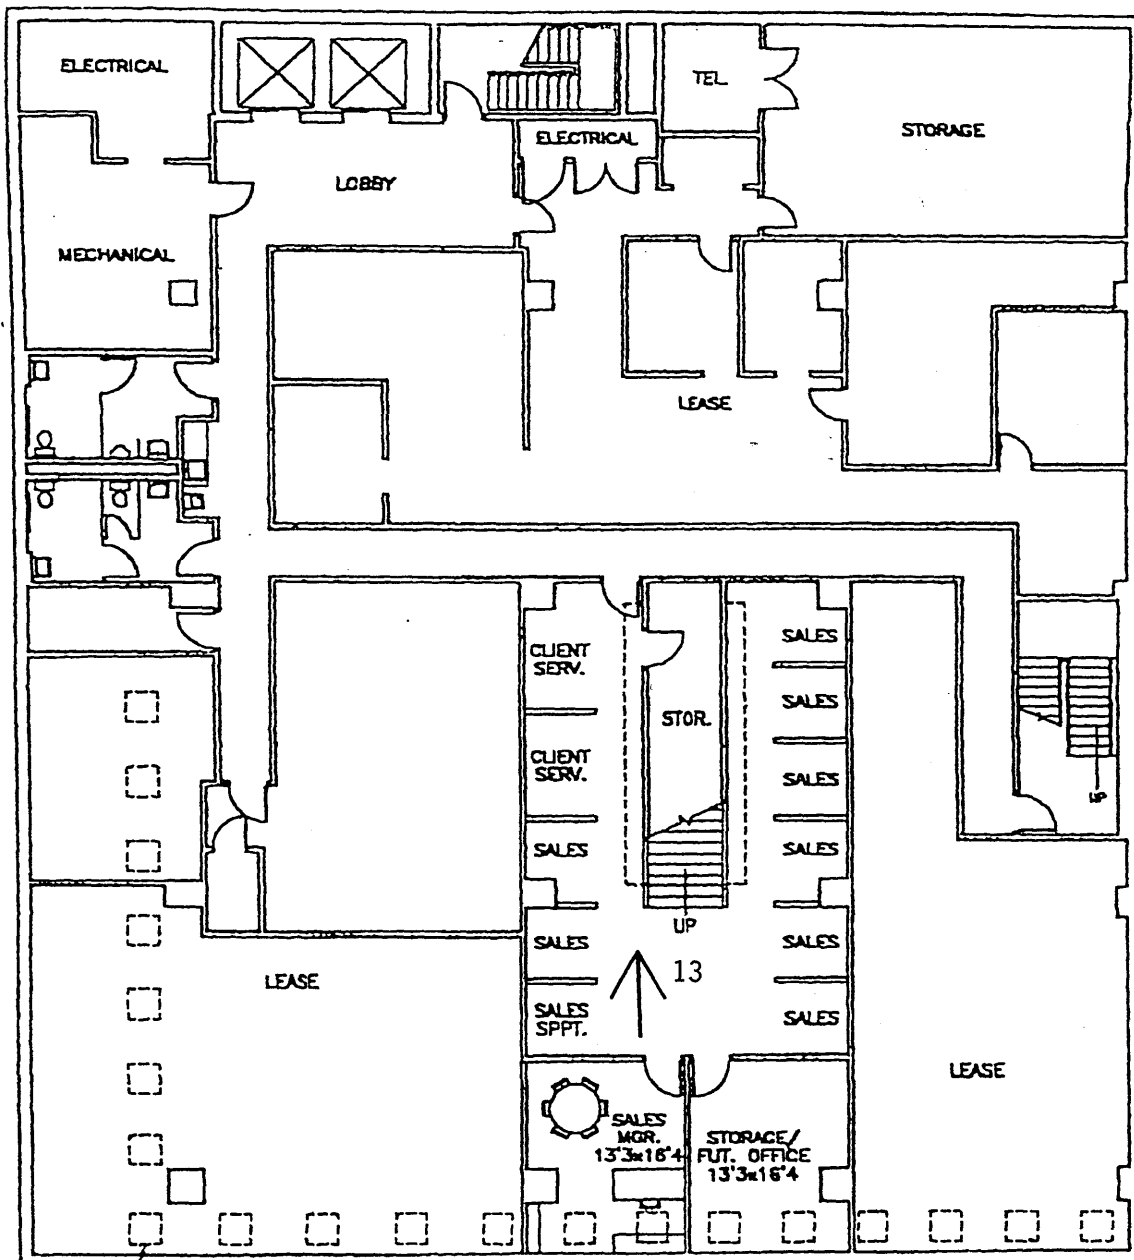 ELECTRICAL
TEL.
STORAGE
ELECTRICAL
LOBBY
MECHANICAL
LEASE
CLIENT
SERV.
SALES
SALES
STOR.
CLIENT
SERV.
SALES
UP
SALES
SALES
UP
SALES
SALES
13
LEASE
SALES
SPPT.
SALES
LEASE
SALES
MGR.
13'3x16'4
STORAGE/
FUT. OFFICE
13'3x16'4